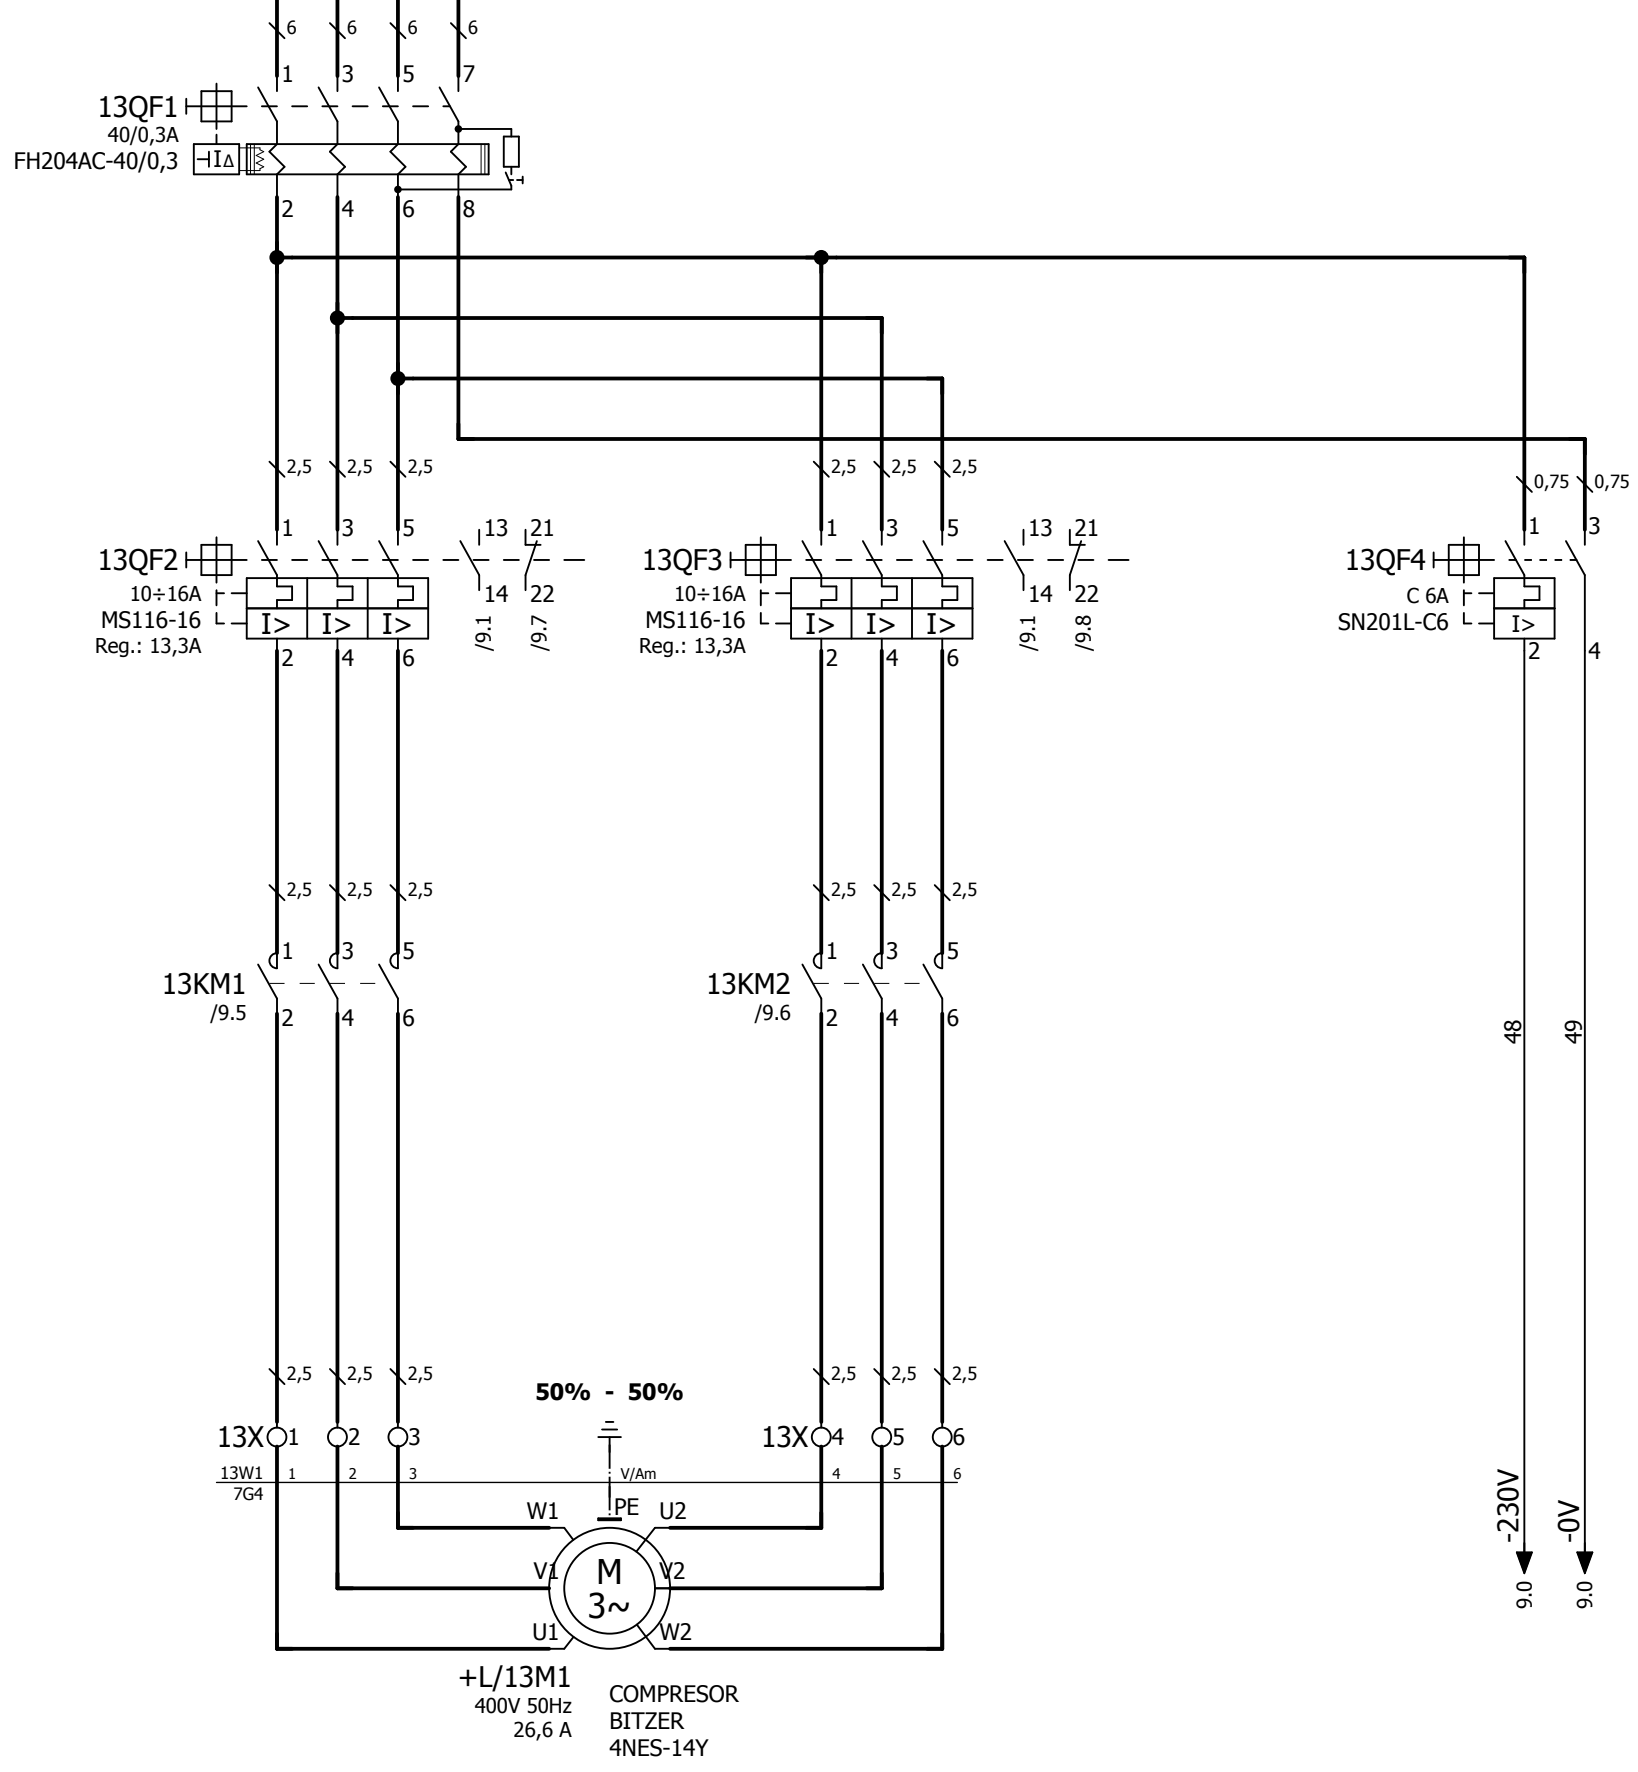 6 6 6 6
1 3 5 7
13QF1
40/0,3A
FH204AC-40/0,3
I∆
2 4 6 8
2,5 2,5 2,5 2,5 2,5 2,5 0,75 0,75
1 3 5 13 21 1 3 5 13 21 1 3
13QF2 13QF3 13QF4
10÷16A 14 22 10÷16A 14 22 C 6A
MS116-16 I> I> I> /9.1 /9.7 MS116-16 I> I> I> /9.1 /9.8 SN201L-C6 I>
Reg.: 13,3A Reg.: 13,3A
2 4 6 2 4 6 2 4
2,5 2,5 2,5 2,5 2,5 2,5
1 3 5 1 3 5
13KM1 13KM2
/9.5 /9.6
2 4 6 2 4 6
48 49
2,5 2,5 2,5 2,5 2,5 2,5
50% - 50%
13X 1 2 3 13X 4 5 6
13W1 1 2 3 V/Am 4 5 6
7G4
-230V -0V
W1 PE U2
V1 M V2
3~
9.0 9.0
U1 W2
+L/13M1
400V 50Hz
26,6 A
COMPRESOR
BITZER
4NES-14Y